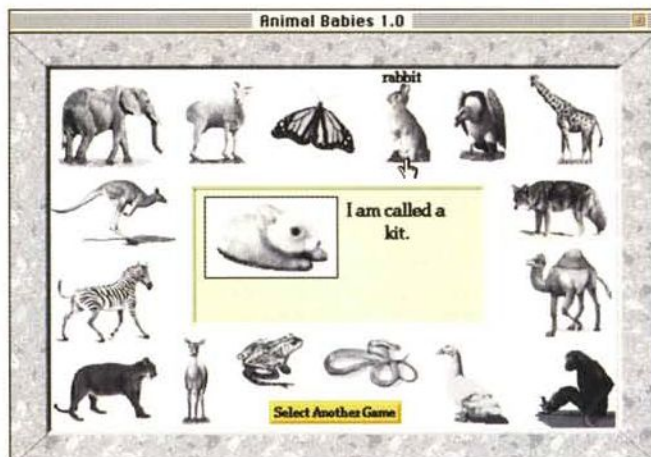 Animal Babies 1.0
rabbit
I am called a
kit.
Select Another Game